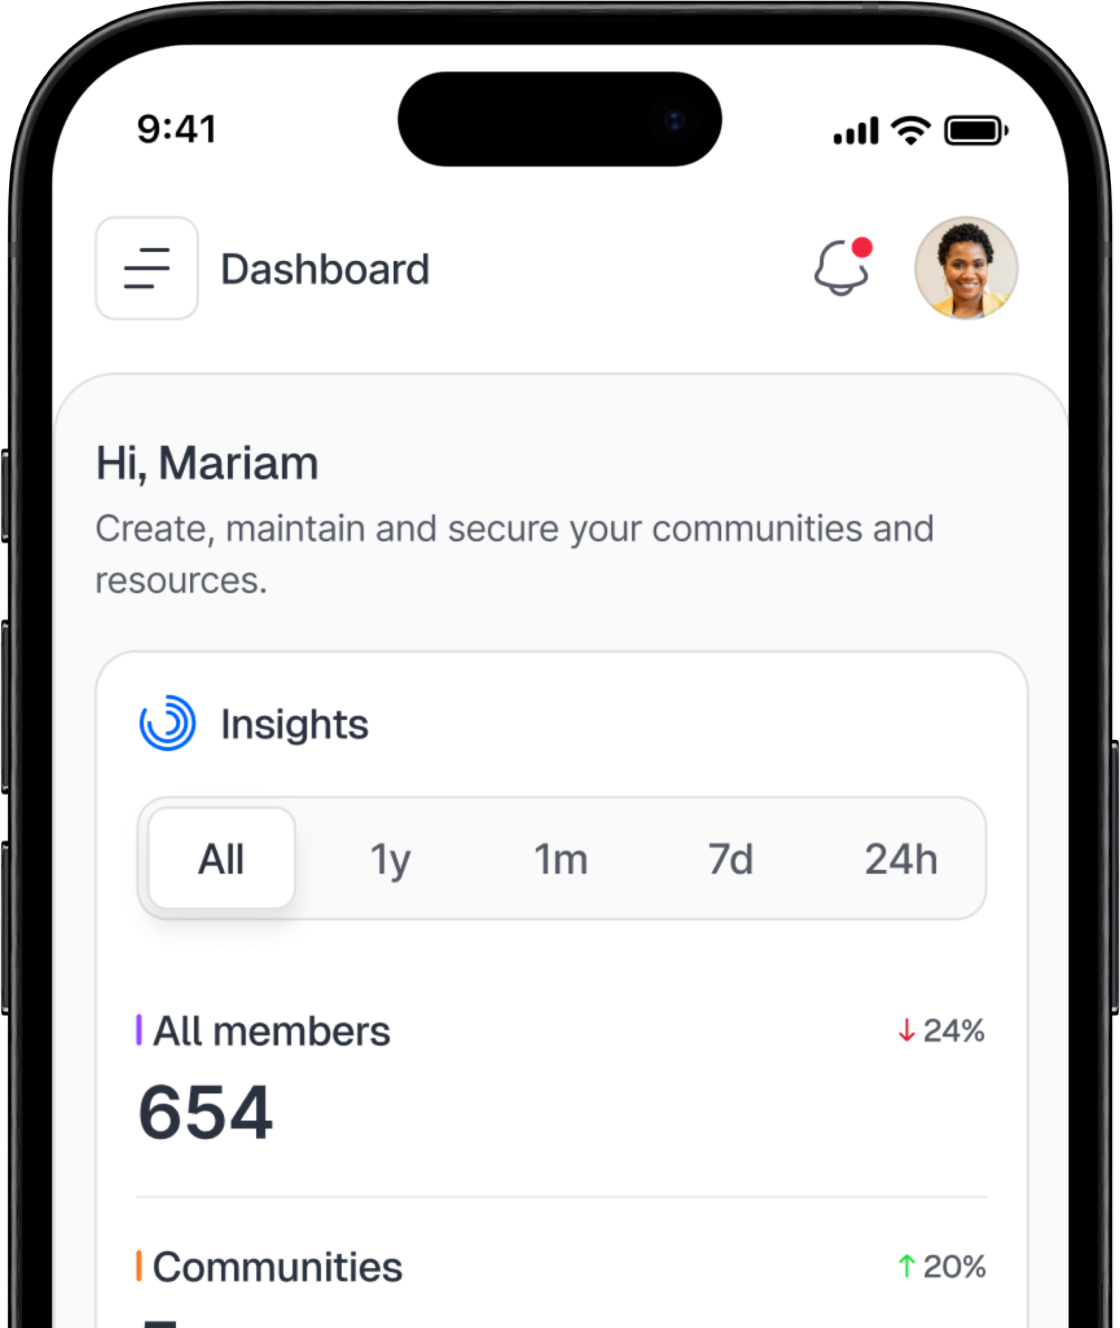 9:41
Dashboard
Hi, Mariam
Create, maintain and secure your communities and
resources.
Insights
All 1y 1m 7d 24h
All members 24%
654
Communities 20%